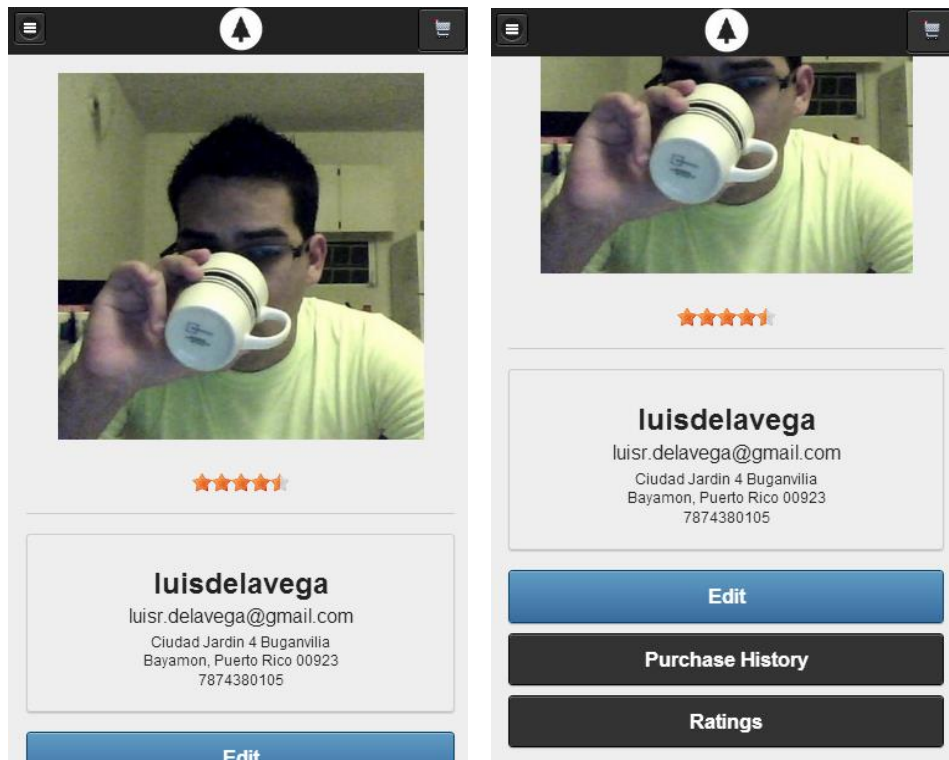 luisdelavega
luisr.delavega@gmail.com
Ciudad Jardin 4 Buganvilia
Bayamon, Puerto Rico 00923
7874380105
Edit
luisdelavega
luisr.delavega@gmail.com
Ciudad Jardin 4 Buganvilia
Bayamon, Puerto Rico 00923
7874380105
Edit
Purchase History
Ratings